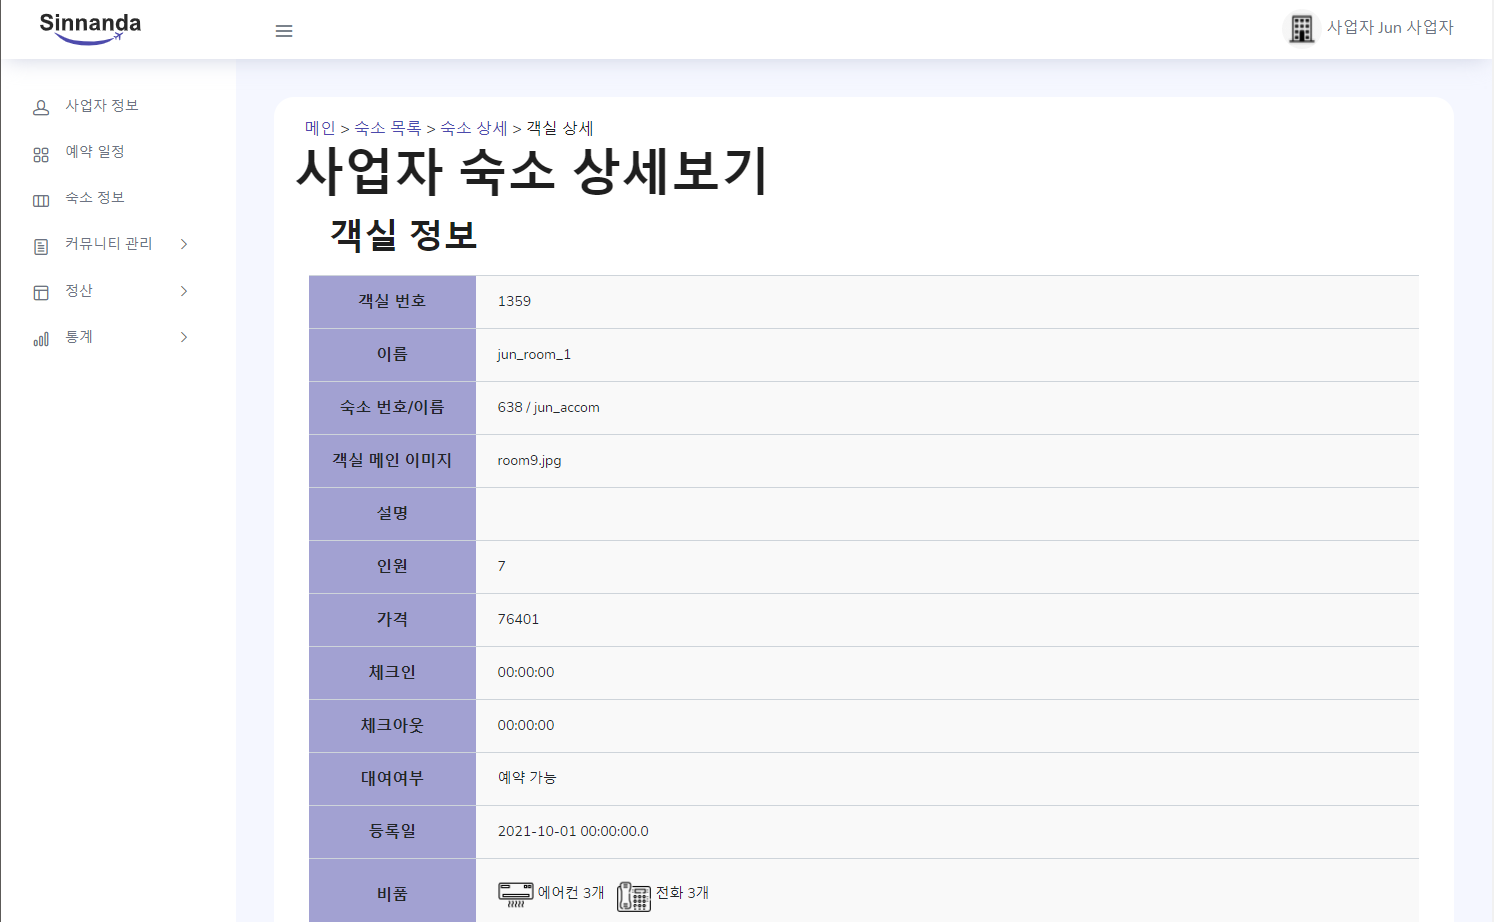 Sinnanda
사업자 Jun 사업자
사업자 정보
예약 일정
숙소 정보
커뮤니티 관리
정산
통계
메인 > 숙소 목록 > 숙소 상세 > 객실 상세
사업자 숙소 상세보기
객실 정보
객실 번호 1359
이름 jun_room_1
숙소 번호/이름 638 / jun_accom
객실 메인 이미지 room9.jpg
설명
인원 7
가격 76401
체크인 00:00:00
체크아웃 00:00:00
대여여부 예약 가능
등록일 2021-10-01 00:00:00.0
비품 에어컨 3개 전화 3개